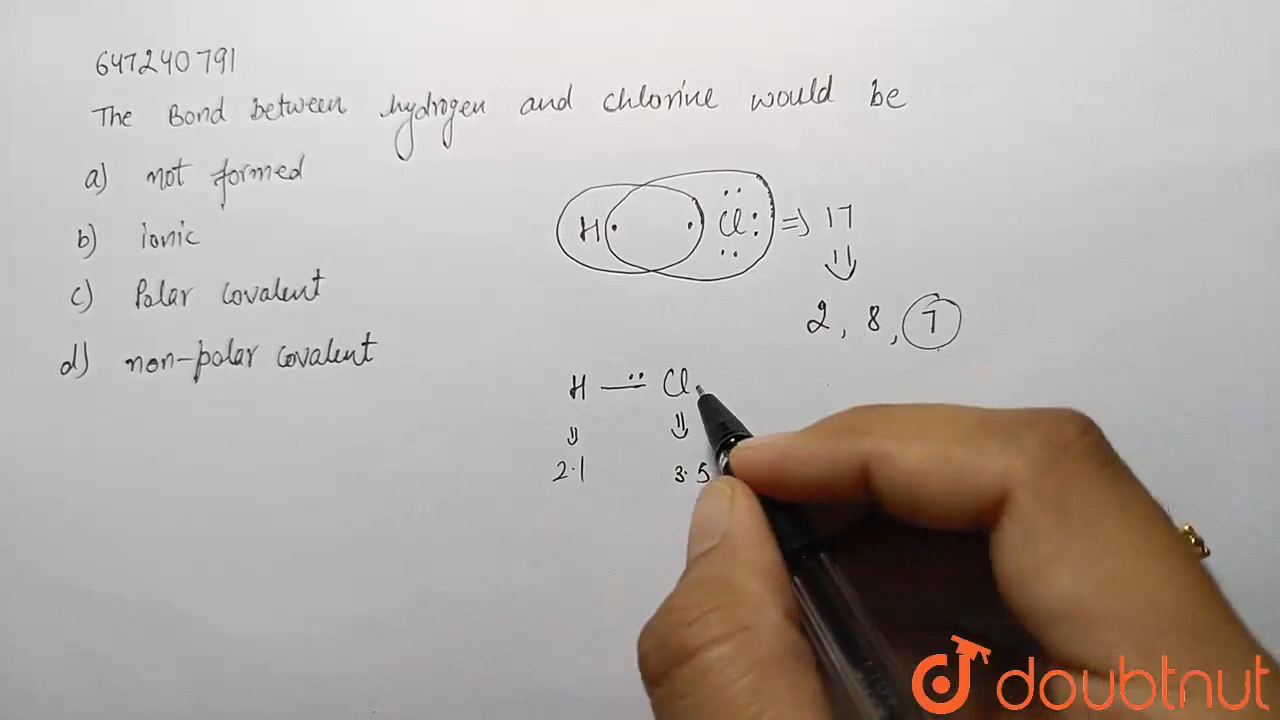 647240791
The Bond between hydrogen and chlorine would be
a) not formed
b) ionic
c) Polar covalent
d) non-polar covalent
H Cl ⇒ 17
2, 8, 7
H — Cl
2.1 3.5
doubtnut